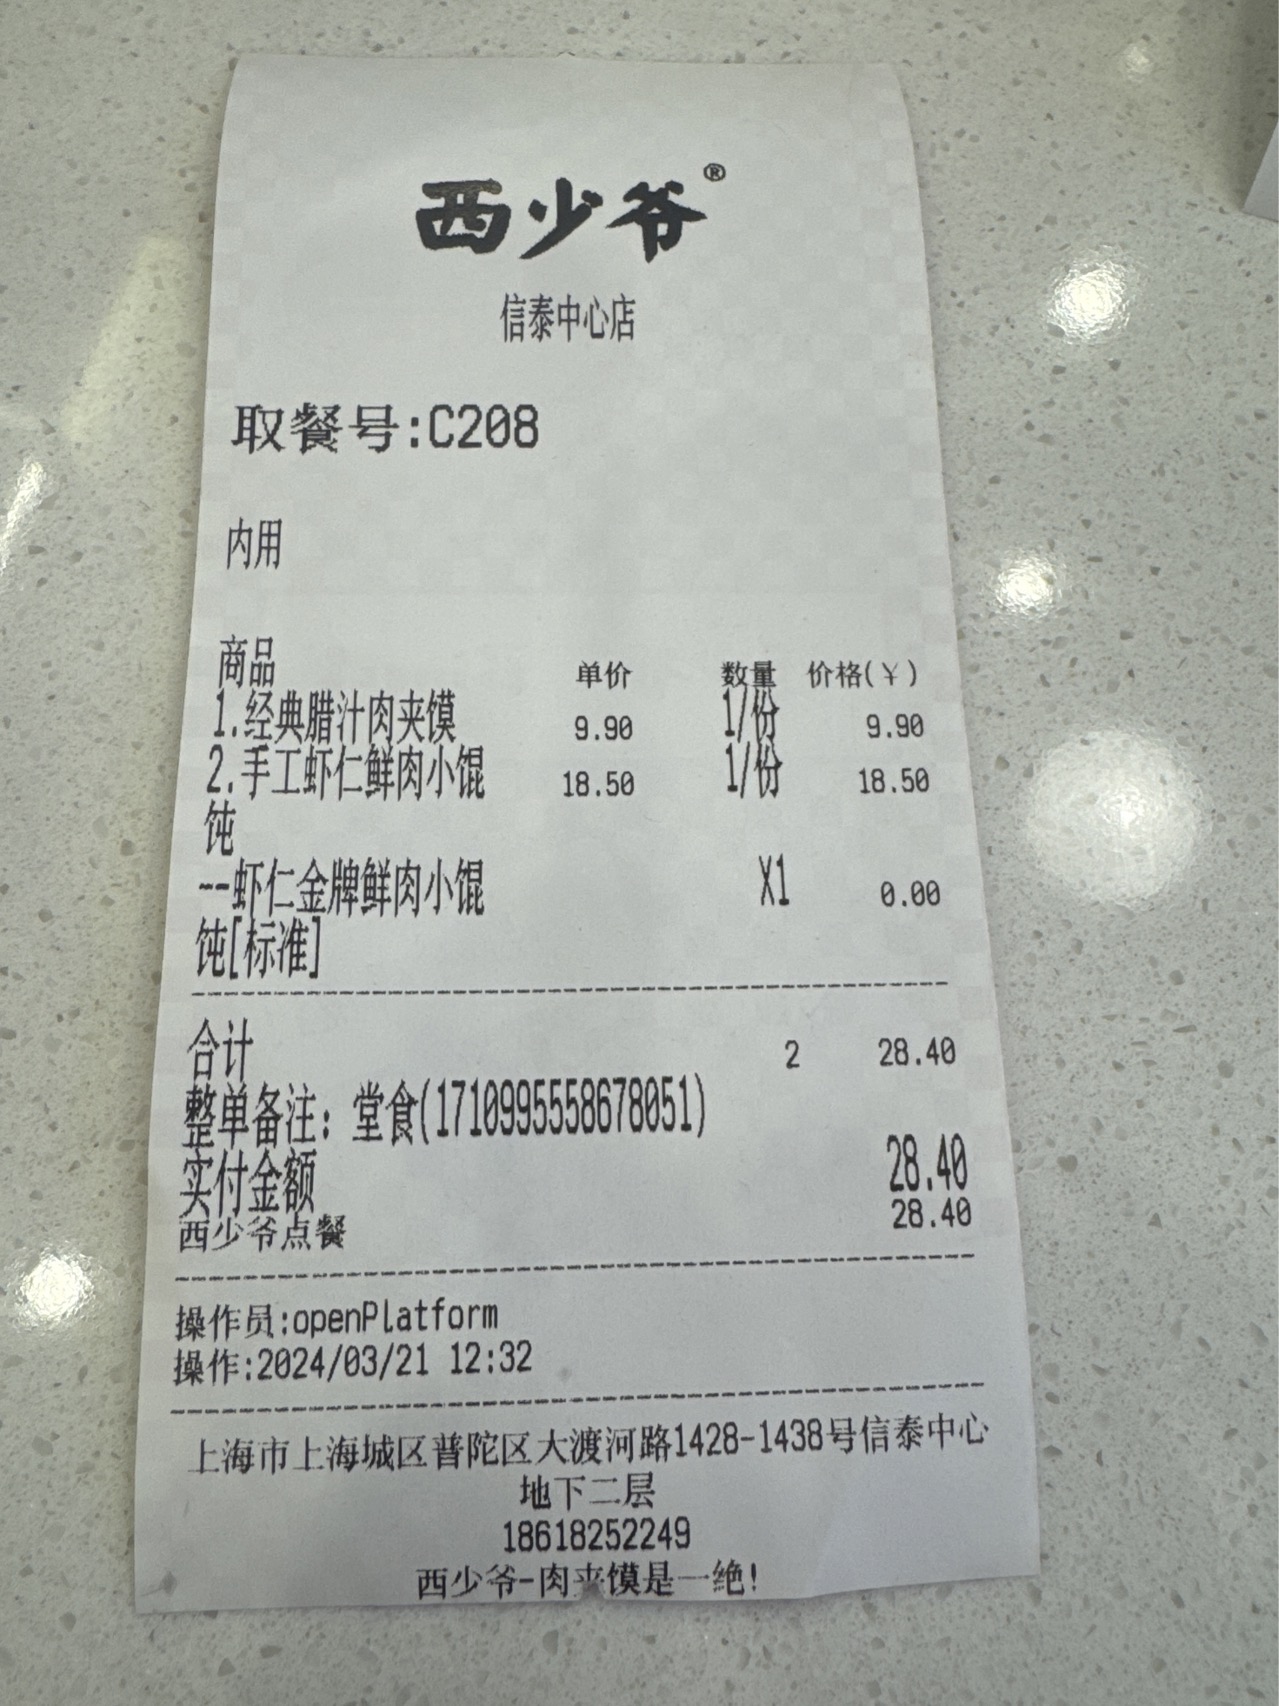 西少爷®
信泰中心店
取餐号:C208
内用
商品 单价 数量 价格(￥)
1.经典腊汁肉夹馍 9.90 1/份 9.90
2.手工虾仁鲜肉小馄 18.50 1/份 18.50
饨
--虾仁金牌鲜肉小馄 X1 0.00
饨[标准]
合计 2 28.40
整单备注：堂食(1710995558678051)
实付金额 28.40
西少爷点餐 28.40
操作员:openPlatform
操作:2024/03/21 12:32
上海市上海城区普陀区大渡河路1428-1438号信泰中心
地下二层
18618252249
西少爷-肉夹馍是一绝!